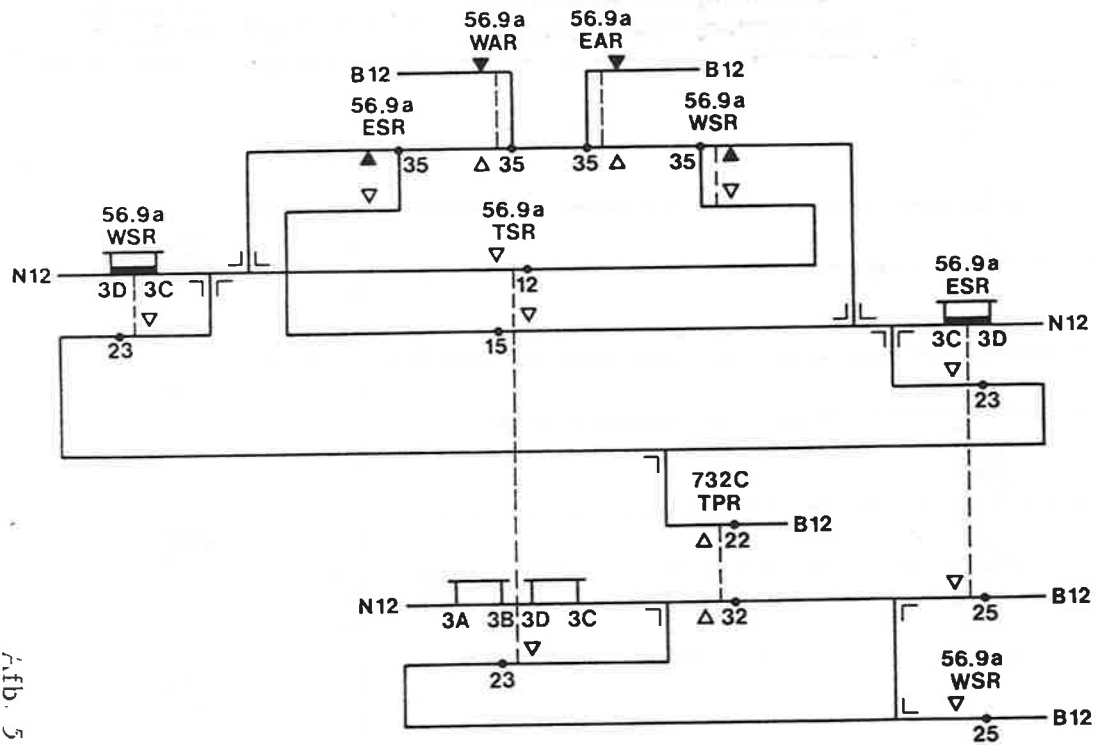 56.9a 56.9a
WAR EAR
B12 B12
56.9a 56.9a
ESR WSR
35 35 35 35
56.9a 56.9a
WSR TSR
56.9a
ESR
N12 3D 3C 12
15 3C 3D N12
23 23
732C
TPR
22 B12
N12 3A 3B 3D 3C 32 25 B12
23
56.9a
WSR
25 B12
Afb. 5